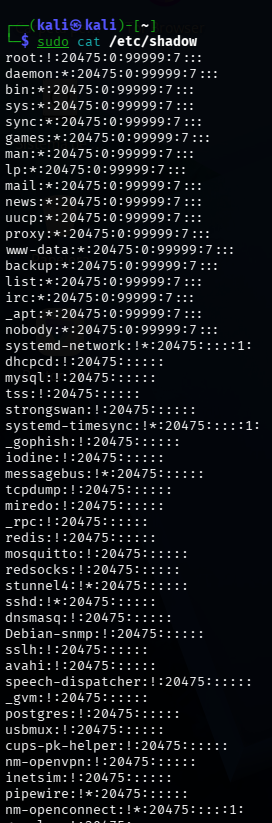 ┌──(kali㉿kali)-[~]
└─$ sudo cat /etc/shadow
root:!:20475:0:99999:7:::
daemon:*:20475:0:99999:7:::
bin:*:20475:0:99999:7:::
sys:*:20475:0:99999:7:::
sync:*:20475:0:99999:7:::
games:*:20475:0:99999:7:::
man:*:20475:0:99999:7:::
lp:*:20475:0:99999:7:::
mail:*:20475:0:99999:7:::
news:*:20475:0:99999:7:::
uucp:*:20475:0:99999:7:::
proxy:*:20475:0:99999:7:::
www-data:*:20475:0:99999:7:::
backup:*:20475:0:99999:7:::
list:*:20475:0:99999:7:::
irc:*:20475:0:99999:7:::
_apt:*:20475:0:99999:7:::
nobody:*:20475:0:99999:7:::
systemd-network:!*:20475:::::1:
dhcpcd:!:20475::::::
mysql:!:20475::::::
tss:!:20475::::::
strongswan:!:20475::::::
systemd-timesync:!*:20475:::::1:
_gophish:!:20475::::::
iodine:!:20475::::::
messagebus:!*:20475::::::
tcpdump:!:20475::::::
miredo:!:20475::::::
_rpc:!:20475::::::
redis:!:20475::::::
mosquitto:!:20475::::::
redsocks:!:20475::::::
stunnel4:!*:20475::::::
sshd:!*:20475::::::
dnsmasq:!:20475::::::
Debian-snmp:!:20475::::::
sslh:!:20475::::::
avahi:!:20475::::::
speech-dispatcher:!:20475::::::
_gvm:!:20475::::::
postgres:!:20475::::::
usbmux:!:20475::::::
cups-pk-helper:!:20475::::::
nm-openvpn:!:20475::::::
inetsim:!:20475::::::
pipewire:!*:20475::::::
nm-openconnect:!*:20475:::::1: